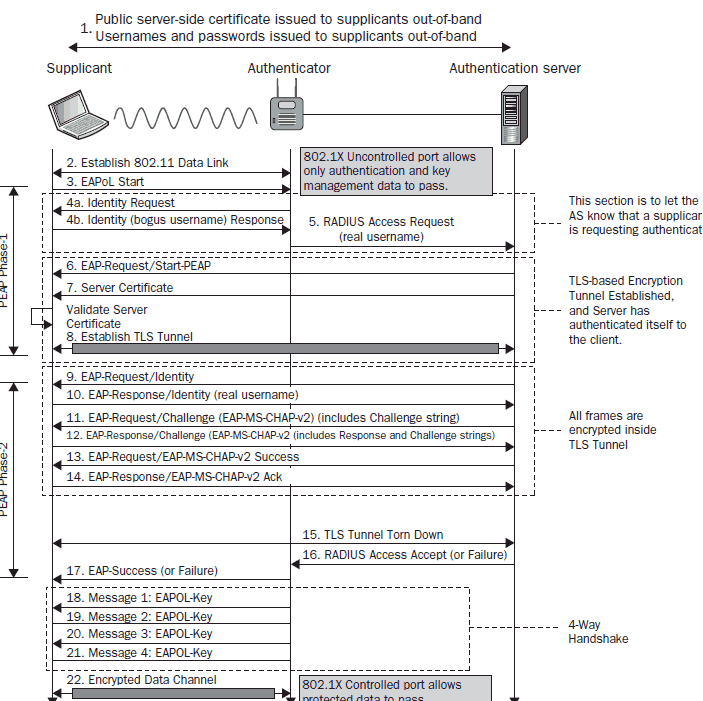 1. Public server-side certificate issued to supplicants out-of-band
Usernames and passwords issued to supplicants out-of-band
Supplicant
Authenticator
Authentication server
2. Establish 802.11 Data Link
802.1X Uncontrolled port allows
only authentication and key
management data to pass.
3. EAPoL Start
4a. Identity Request
4b. Identity (bogus username) Response
5. RADIUS Access Request
(real username)
This section is to let the
AS know that a supplican
is requesting authenticat
PEAP Phase-1
6. EAP-Request/Start-PEAP
7. Server Certificate
Validate Server
Certificate
8. Establish TLS Tunnel
TLS-based Encryption
Tunnel Established,
and Server has
authenticated itself to
the client.
PEAP Phase-2
9. EAP-Request/Identity
10. EAP-Response/Identity (real username)
11. EAP-Request/Challenge (EAP-MS-CHAP-v2) (includes Challenge string)
12. EAP-Response/Challenge (EAP-MS-CHAP-v2 (includes Response and Challenge strings)
13. EAP-Request/EAP-MS-CHAP-v2 Success
14. EAP-Response/EAP-MS-CHAP-v2 Ack
All frames are
encrypted inside
TLS Tunnel
15. TLS Tunnel Torn Down
16. RADIUS Access Accept (or Failure)
17. EAP-Success (or Failure)
18. Message 1: EAPOL-Key
19. Message 2: EAPOL-Key
20. Message 3: EAPOL-Key
21. Message 4: EAPOL-Key
4-Way
Handshake
22. Encrypted Data Channel
802.1X Controlled port allows
protected data to pass